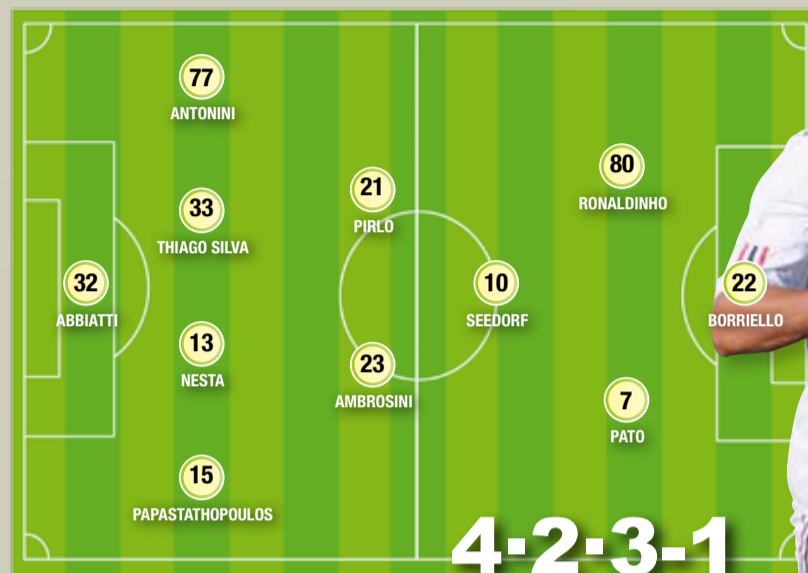 77
ANTONINI
33
THIAGO SILVA
32
ABBIATTI
13
NESTA
15
PAPASTATHOPOULOS
21
PIRLO
23
AMBROSINI
10
SEEDORF
80
RONALDINHO
7
PATO
22
BORRIELLO
4·2·3-1